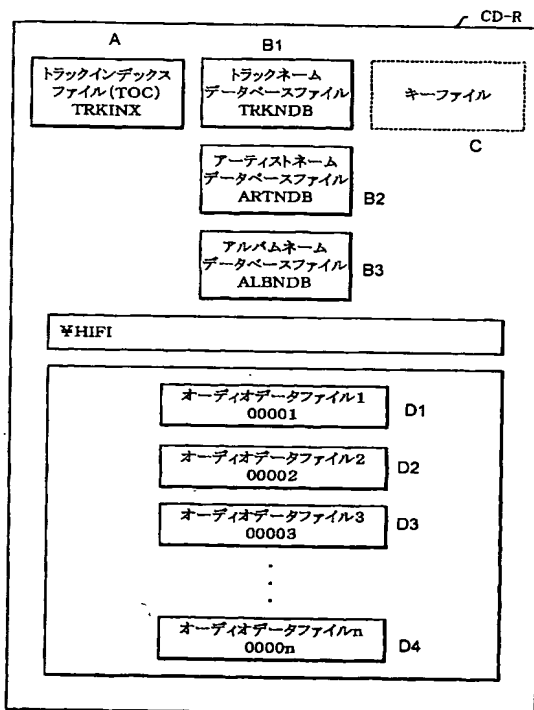 CD-R
A
B1
トラックインデックス
ファイル(TOC)
TRKINX
トラックネーム
データベースファイル
TRKNDB
キーファイル
C
アーティストネーム
データベースファイル
ARTNDB
B2
アルバムネーム
データベースファイル
ALBNDB
B3
¥HIFI
オーディオデータファイル1
00001
D1
オーディオデータファイル2
00002
D2
オーディオデータファイル3
00003
D3
オーディオデータファイルn
0000n
D4